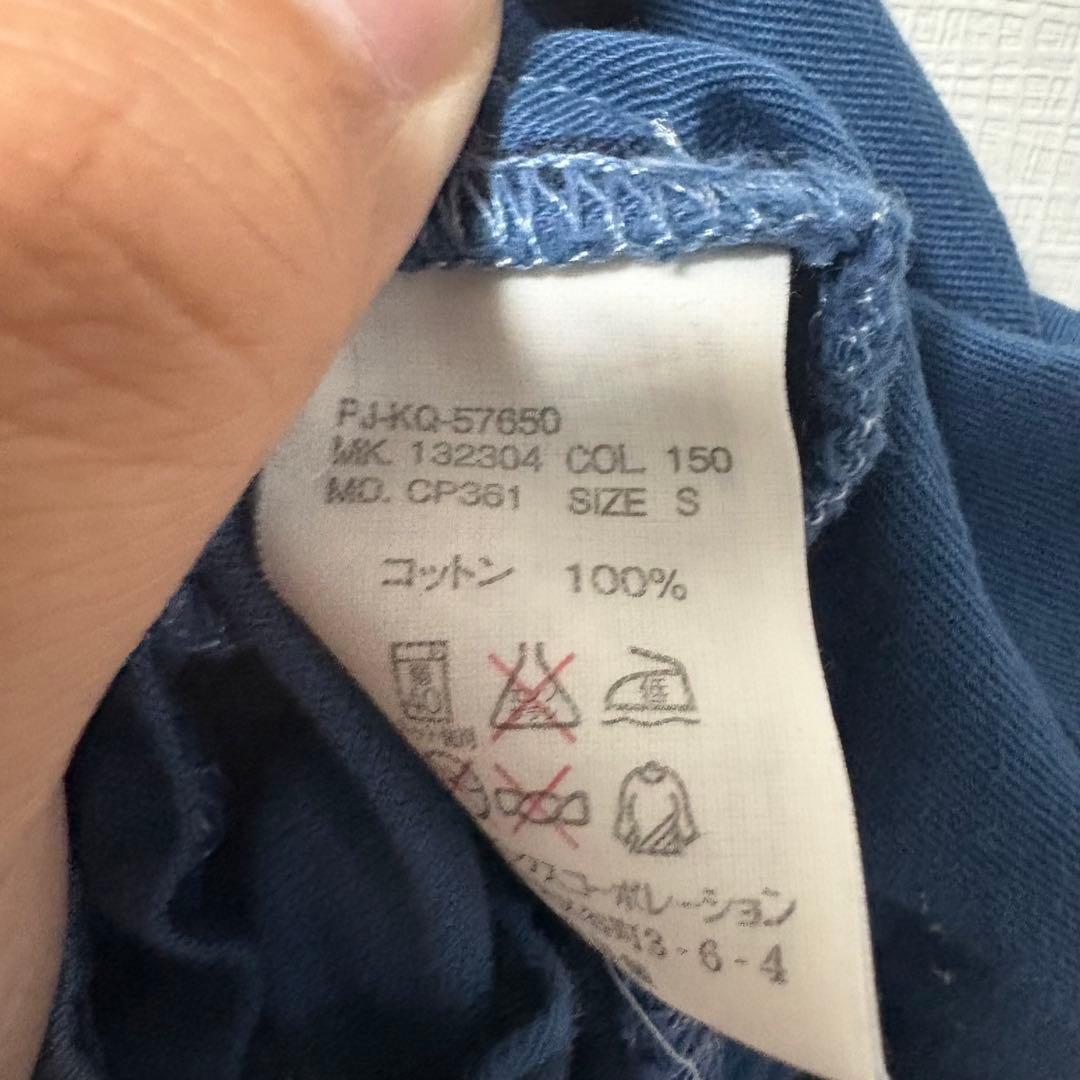 PJ-KQ-57650
MK. 132304 COL. 150
MD. CP361 SIZE S
コットン 100%
低
コーポレーション
3-6-4